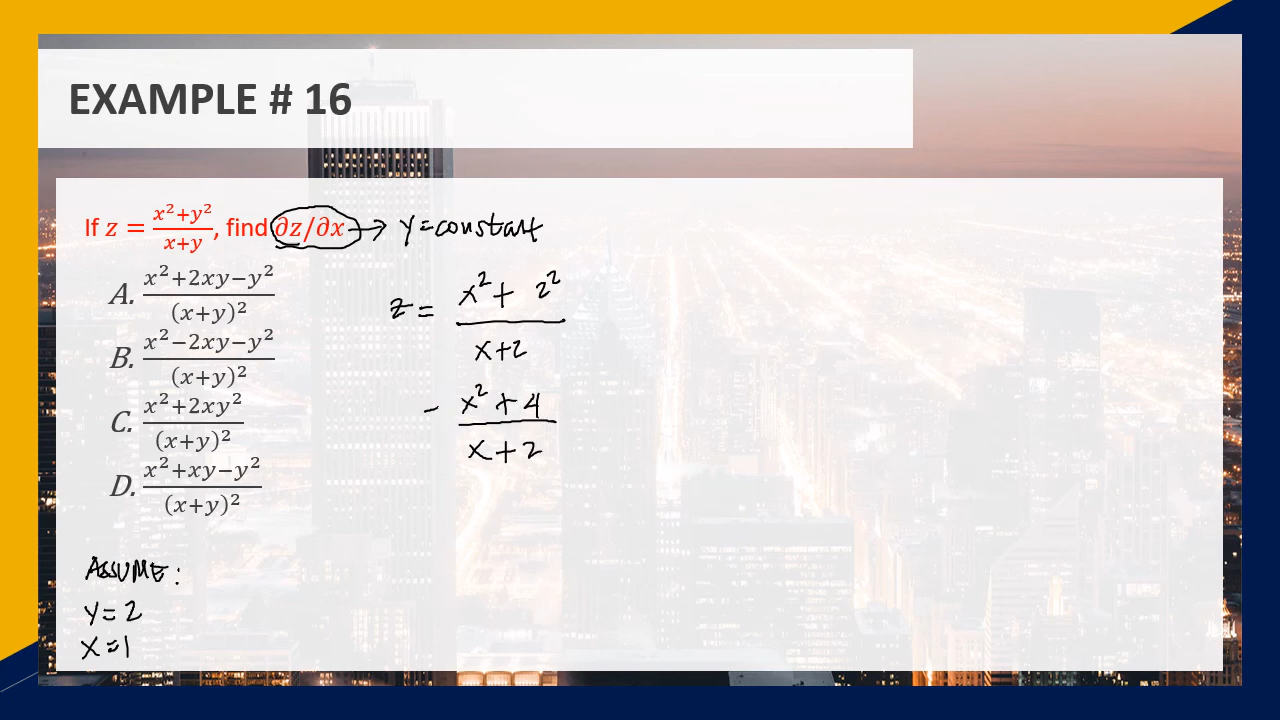 EXAMPLE # 16
If z = (x²+y²)/(x+y), find ∂z/∂x → y = constant
A. (x²+2xy−y²)/(x+y)²
B. (x²−2xy−y²)/(x+y)²
C. (x²+2xy²)/(x+y)²
D. (x²+xy−y²)/(x+y)²
z = (x² + 2²)/(x+2)
- (x² + 4)/(x+2)
ASSUME:
y = 2
x = 1